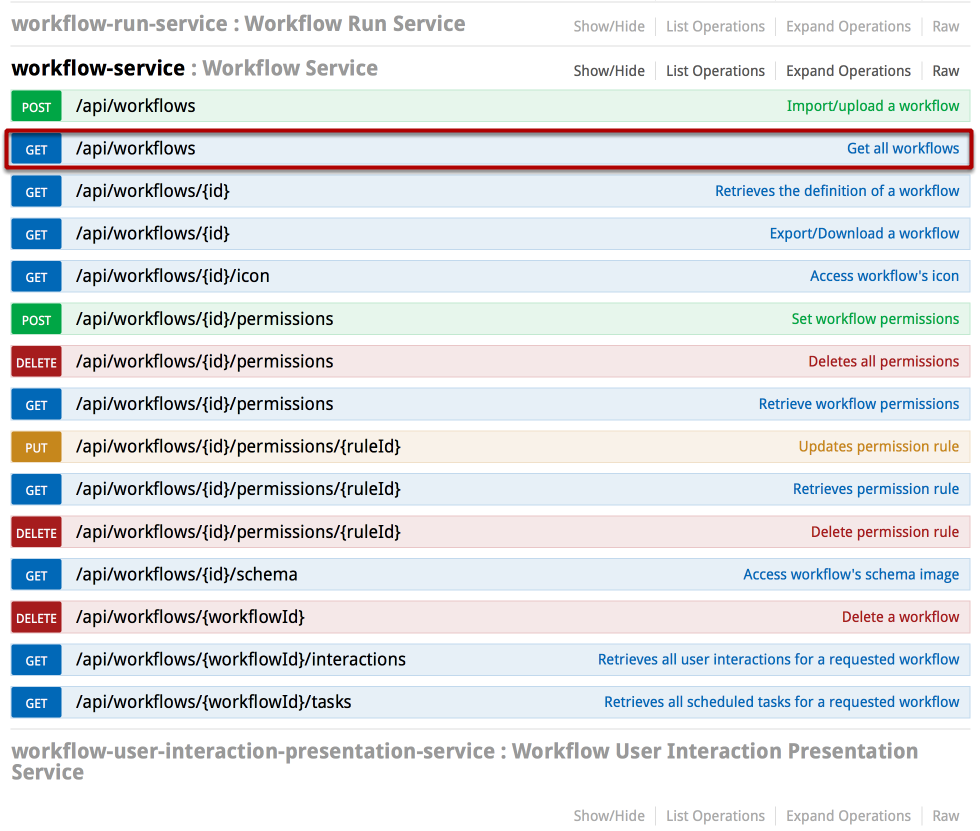 workflow-run-service : Workflow Run Service Show/Hide List Operations Expand Operations Raw
workflow-service : Workflow Service Show/Hide List Operations Expand Operations Raw
POST /api/workflows Import/upload a workflow
GET /api/workflows Get all workflows
GET /api/workflows/{id} Retrieves the definition of a workflow
GET /api/workflows/{id} Export/Download a workflow
GET /api/workflows/{id}/icon Access workflow's icon
POST /api/workflows/{id}/permissions Set workflow permissions
DELETE /api/workflows/{id}/permissions Deletes all permissions
GET /api/workflows/{id}/permissions Retrieve workflow permissions
PUT /api/workflows/{id}/permissions/{ruleId} Updates permission rule
GET /api/workflows/{id}/permissions/{ruleId} Retrieves permission rule
DELETE /api/workflows/{id}/permissions/{ruleId} Delete permission rule
GET /api/workflows/{id}/schema Access workflow's schema image
DELETE /api/workflows/{workflowId} Delete a workflow
GET /api/workflows/{workflowId}/interactions Retrieves all user interactions for a requested workflow
GET /api/workflows/{workflowId}/tasks Retrieves all scheduled tasks for a requested workflow
workflow-user-interaction-presentation-service : Workflow User Interaction Presentation
Service
Show/Hide List Operations Expand Operations Raw